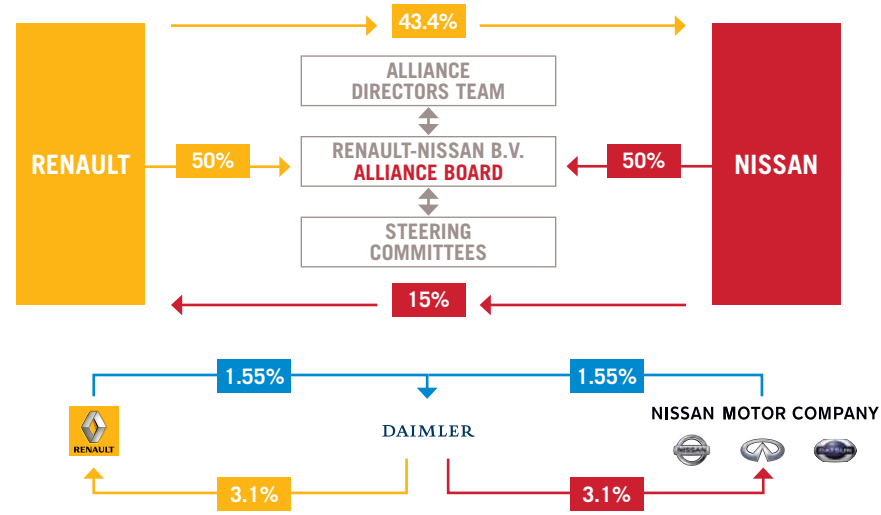 43.4%
ALLIANCE
DIRECTORS TEAM
RENAULT
50%
RENAULT-NISSAN B.V.
ALLIANCE BOARD
50%
NISSAN
STEERING
COMMITTEES
15%
1.55%
1.55%
RENAULT
DAIMLER
NISSAN MOTOR COMPANY
NISSAN
DATSUN
3.1%
3.1%